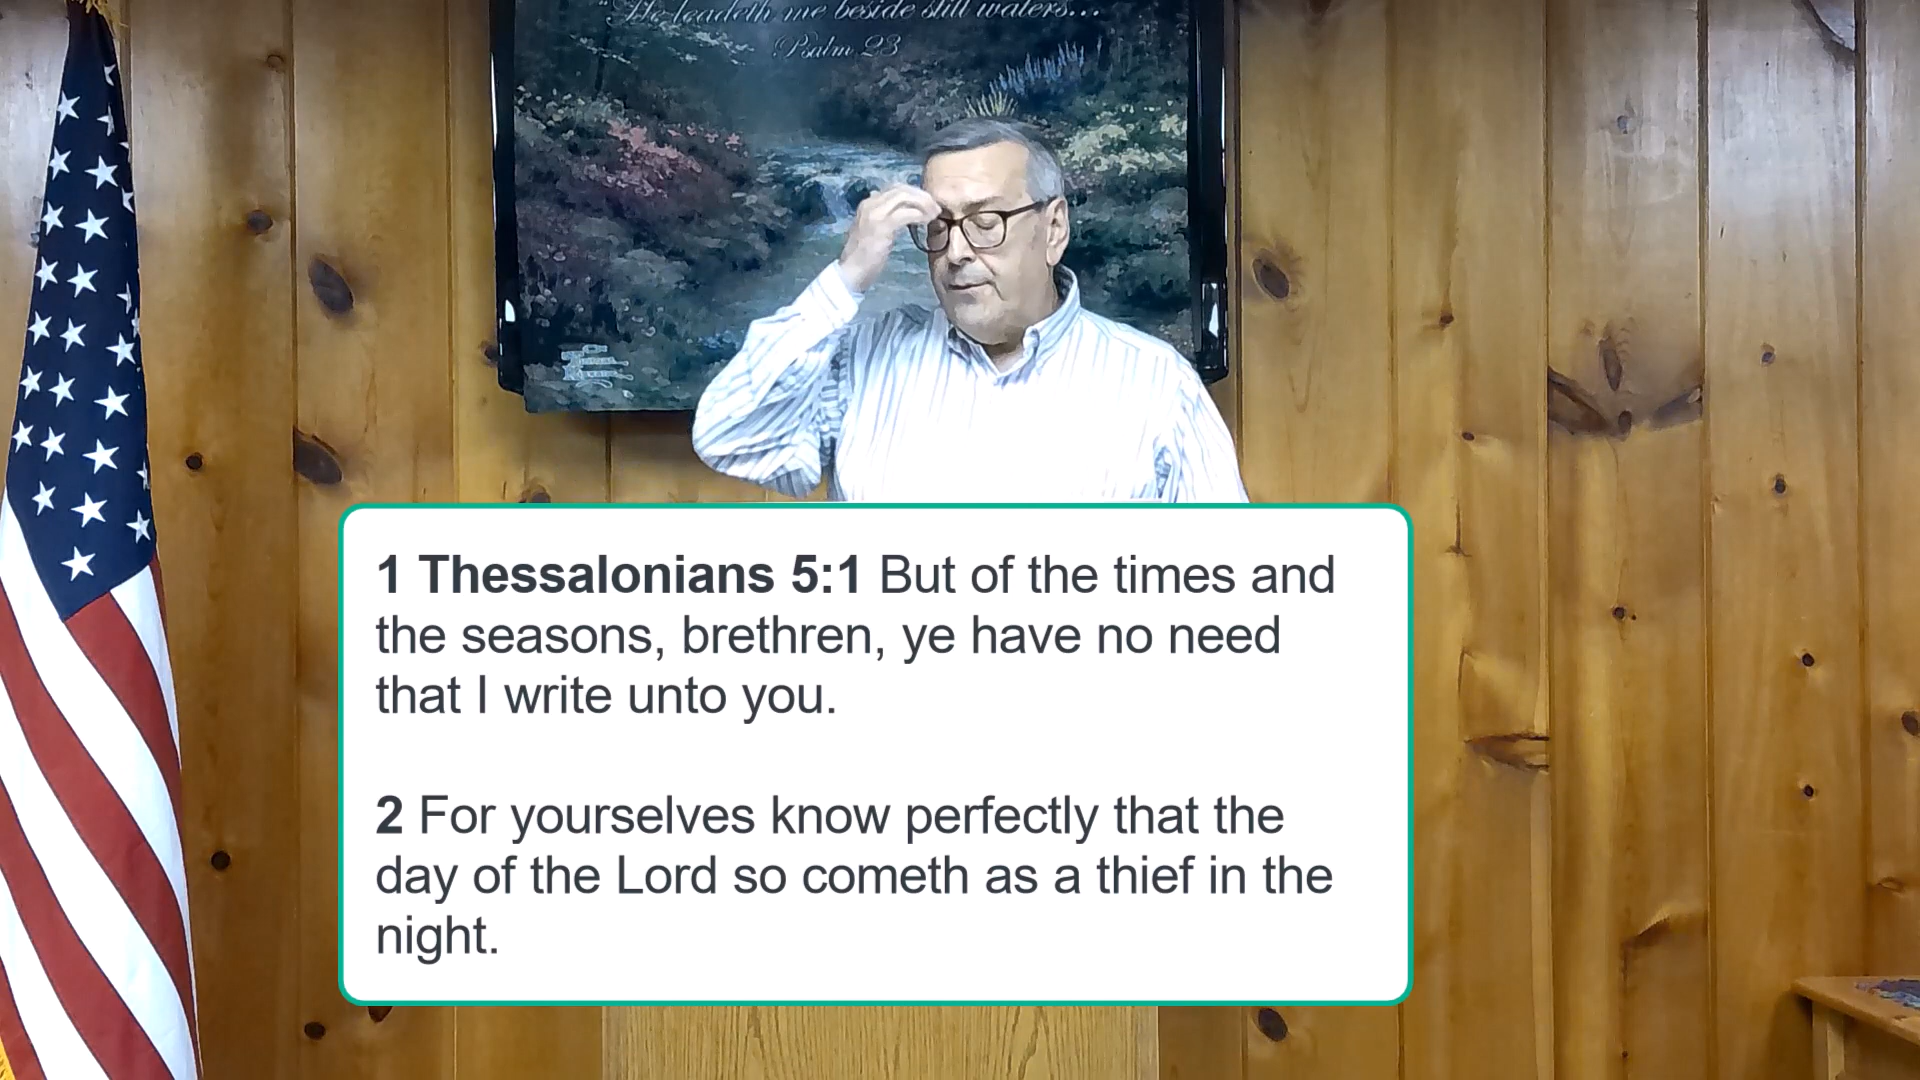 "He leadeth me beside still waters...
Psalm 23
1 Thessalonians 5:1 But of the times and
the seasons, brethren, ye have no need
that I write unto you.
2 For yourselves know perfectly that the
day of the Lord so cometh as a thief in the
night.